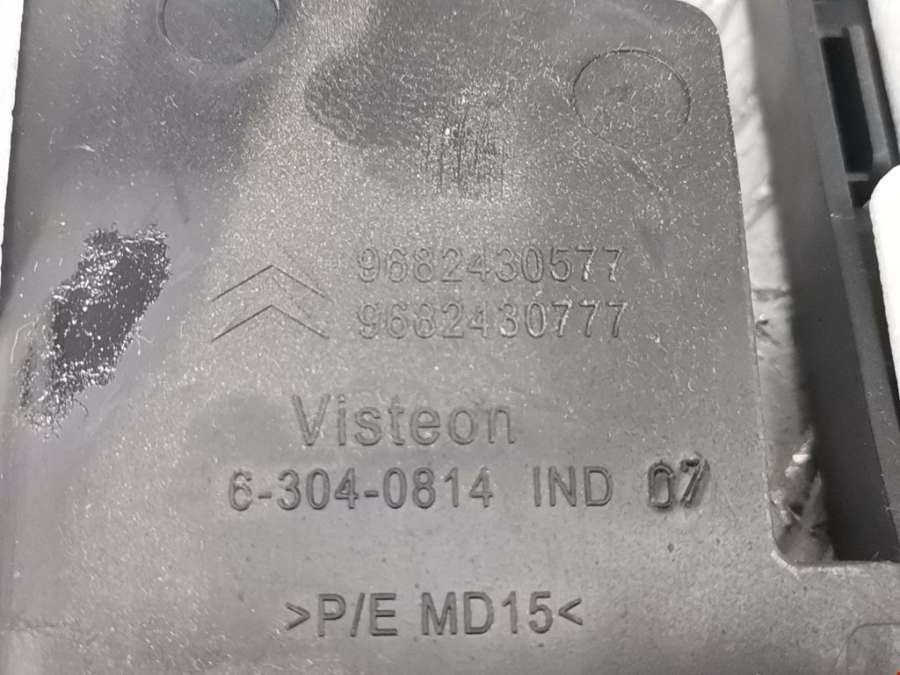 9682430577
9682430777
Visteon
6-304-0814 IND 07
>P/E MD15<